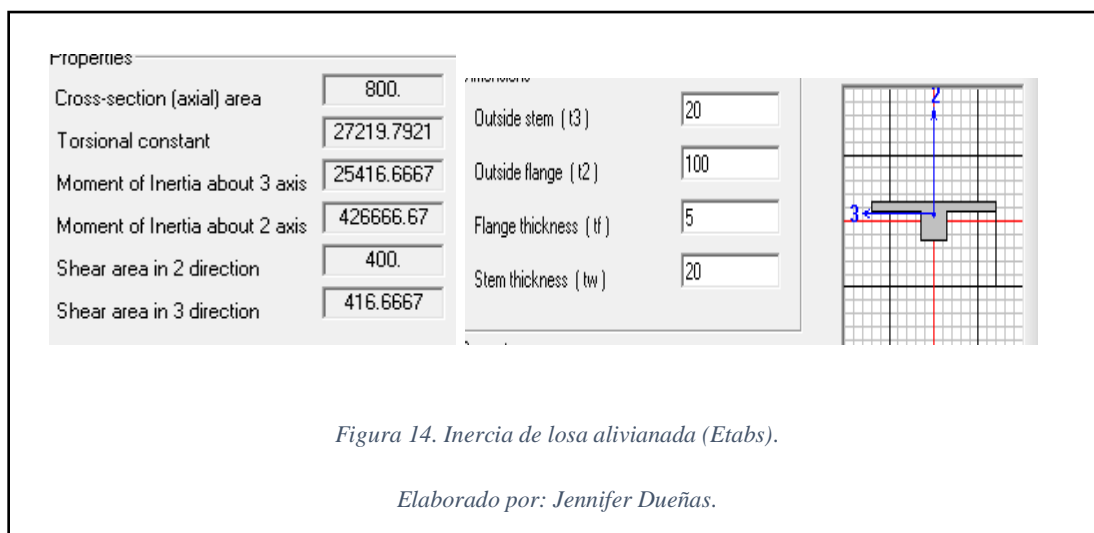 Properties
Cross-section (axial) area 800.
Torsional constant 27219.7921
Moment of Inertia about 3 axis 25416.6667
Moment of Inertia about 2 axis 426666.67
Shear area in 2 direction 400.
Shear area in 3 direction 416.6667
Outside stem ( t3 ) 20
Outside flange ( t2 ) 100
Flange thickness ( tf ) 5
Stem thickness ( tw ) 20
2
3
Figura 14. Inercia de losa alivianada (Etabs).
Elaborado por: Jennifer Dueñas.